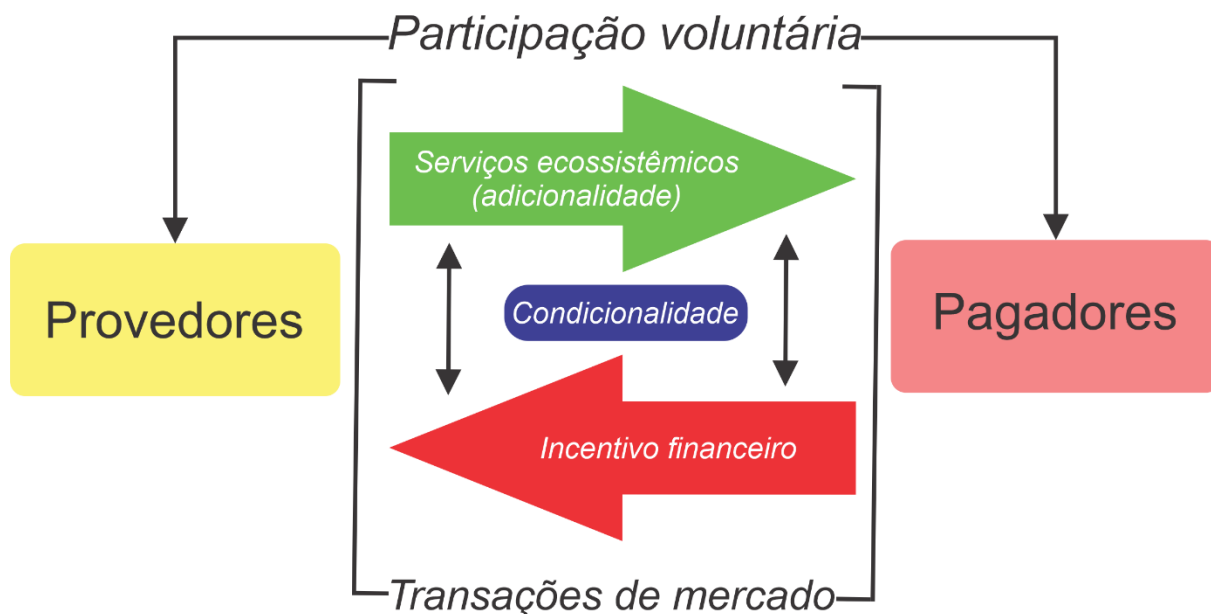 Participação voluntária
Serviços ecossistêmicos
(adicionalidade)
Provedores
Condicionalidade
Pagadores
Incentivo financeiro
Transações de mercado